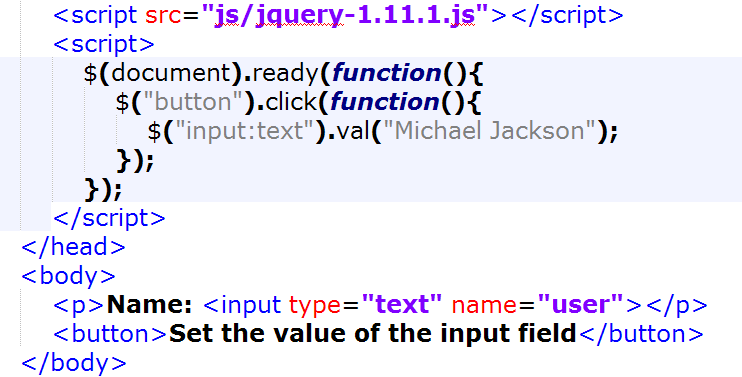 <script src="js/jquery-1.11.1.js"></script>
<script>
$(document).ready(function(){
$("button").click(function(){
$("input:text").val("Michael Jackson");
});
});
</script>
</head>
<body>
<p>Name: <input type="text" name="user"></p>
<button>Set the value of the input field</button>
</body>